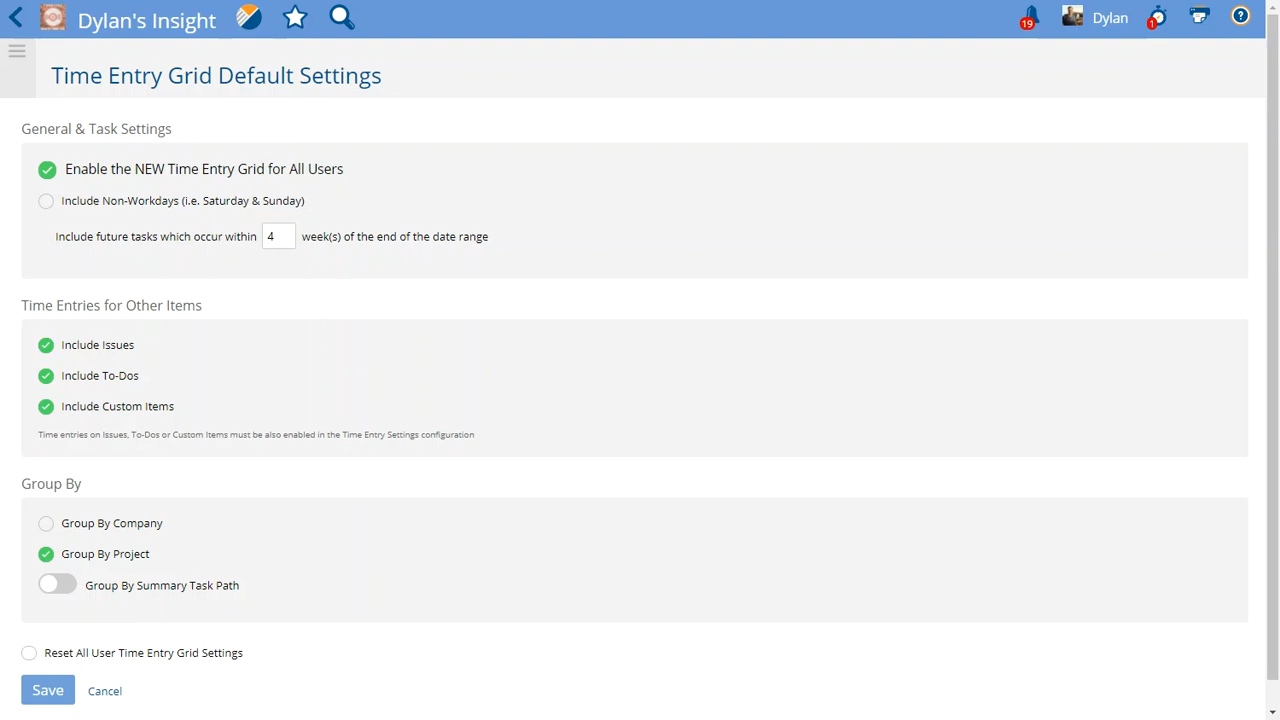 Dylan's Insight
19
Dylan
1
?
Time Entry Grid Default Settings
General & Task Settings
Enable the NEW Time Entry Grid for All Users
Include Non-Workdays (i.e. Saturday & Sunday)
Include future tasks which occur within 4 week(s) of the end of the date range
Time Entries for Other Items
Include Issues
Include To-Dos
Include Custom Items
Time entries on Issues, To-Dos or Custom Items must be also enabled in the Time Entry Settings configuration
Group By
Group By Company
Group By Project
Group By Summary Task Path
Reset All User Time Entry Grid Settings
Save Cancel